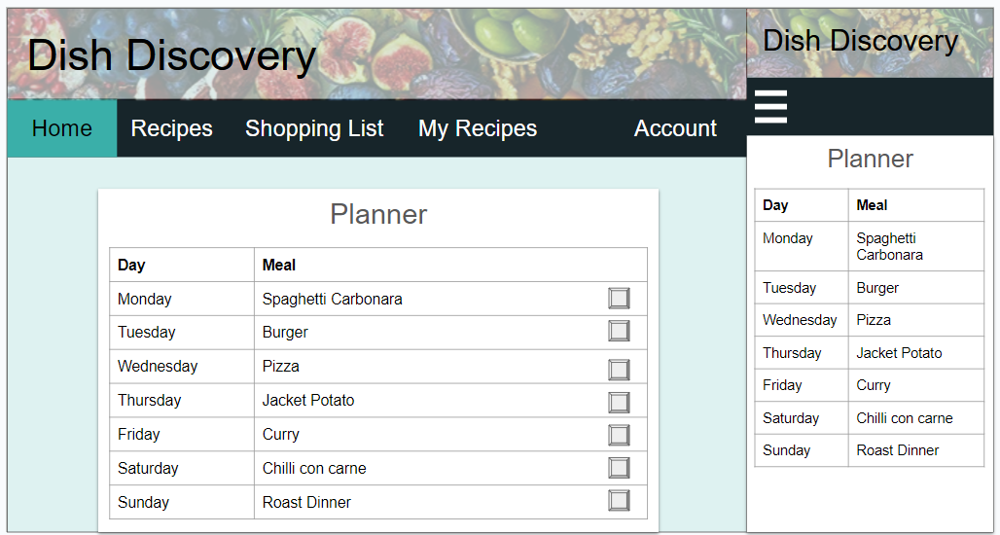 Dish Discovery
Home Recipes Shopping List My Recipes Account
Planner
Day Meal
Monday Spaghetti Carbonara
Tuesday Burger
Wednesday Pizza
Thursday Jacket Potato
Friday Curry
Saturday Chilli con carne
Sunday Roast Dinner
Dish Discovery
Planner
Day Meal
Monday Spaghetti
Carbonara
Tuesday Burger
Wednesday Pizza
Thursday Jacket Potato
Friday Curry
Saturday Chilli con carne
Sunday Roast Dinner